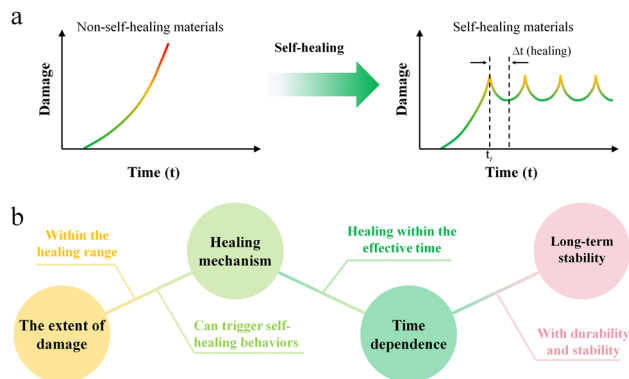 a
Non-self-healing materials
Damage
Time (t)
Self-healing
Self-healing materials
Δt (healing)
Damage
tᵢ
Time (t)
b
Within the
healing range
Healing
mechanism
Healing within the
effective time
Long-term
stability
The extent of
damage
Can trigger self-
healing behaviors
Time
dependence
With durability
and stability